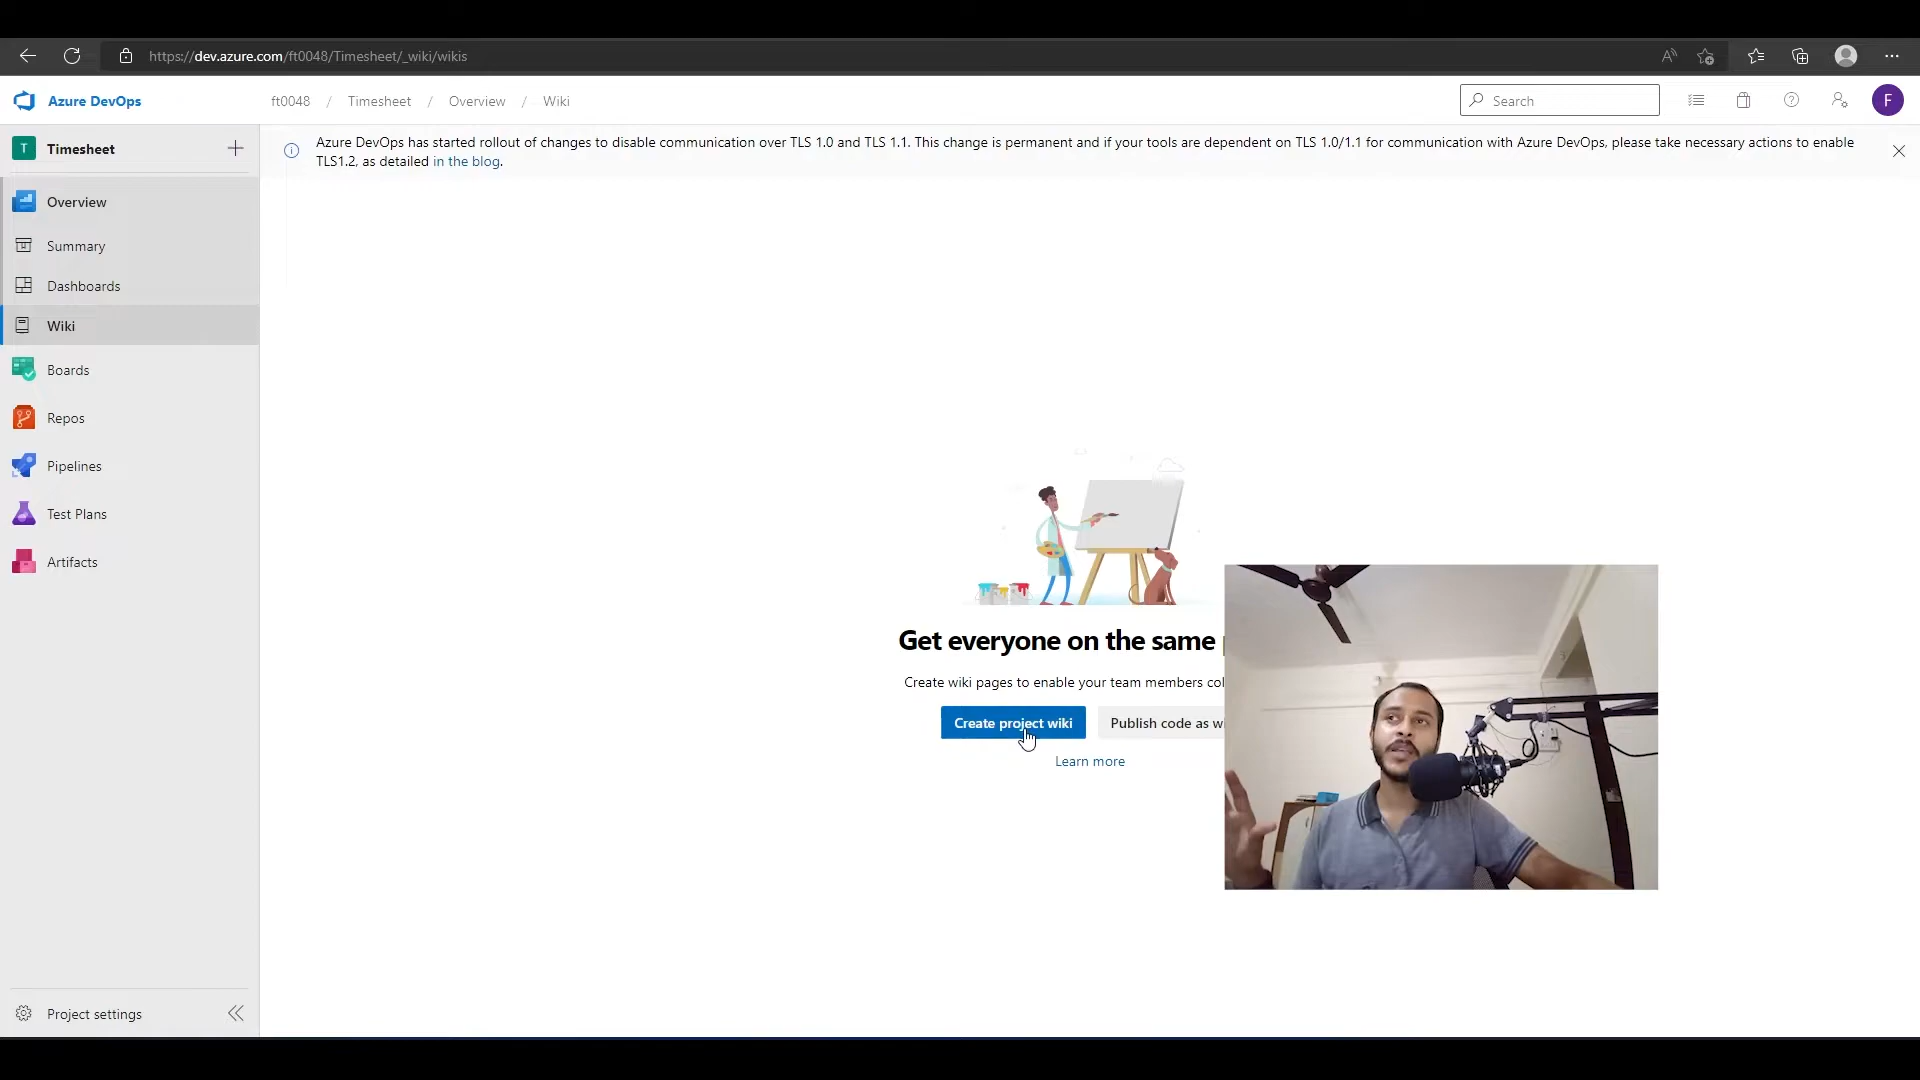 https://dev.azure.com/ft0048/Timesheet/_wiki/wikis
Azure DevOps
ft0048 / Timesheet / Overview / Wiki
Search
F
T Timesheet
Azure DevOps has started rollout of changes to disable communication over TLS 1.0 and TLS 1.1. This change is permanent and if your tools are dependent on TLS 1.0/1.1 for communication with Azure DevOps, please take necessary actions to enable
TLS1.2, as detailed in the blog.
Overview
Summary
Dashboards
Wiki
Boards
Repos
Pipelines
Test Plans
Artifacts
Get everyone on the same
Create wiki pages to enable your team members col
Create project wiki
Publish code as wi
Learn more
Project settings